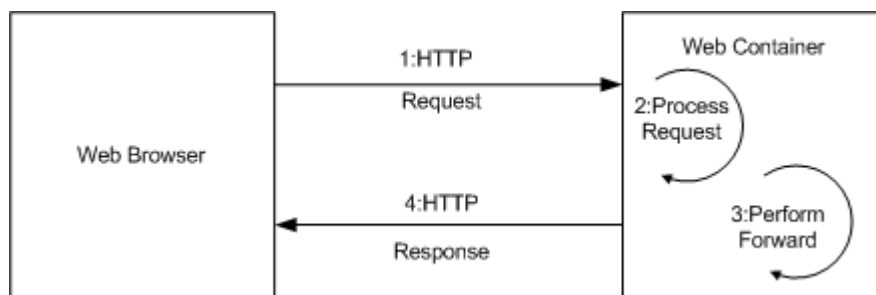 Web Browser
1:HTTP
Request
4:HTTP
Response
Web Container
2:Process
Request
3:Perform
Forward